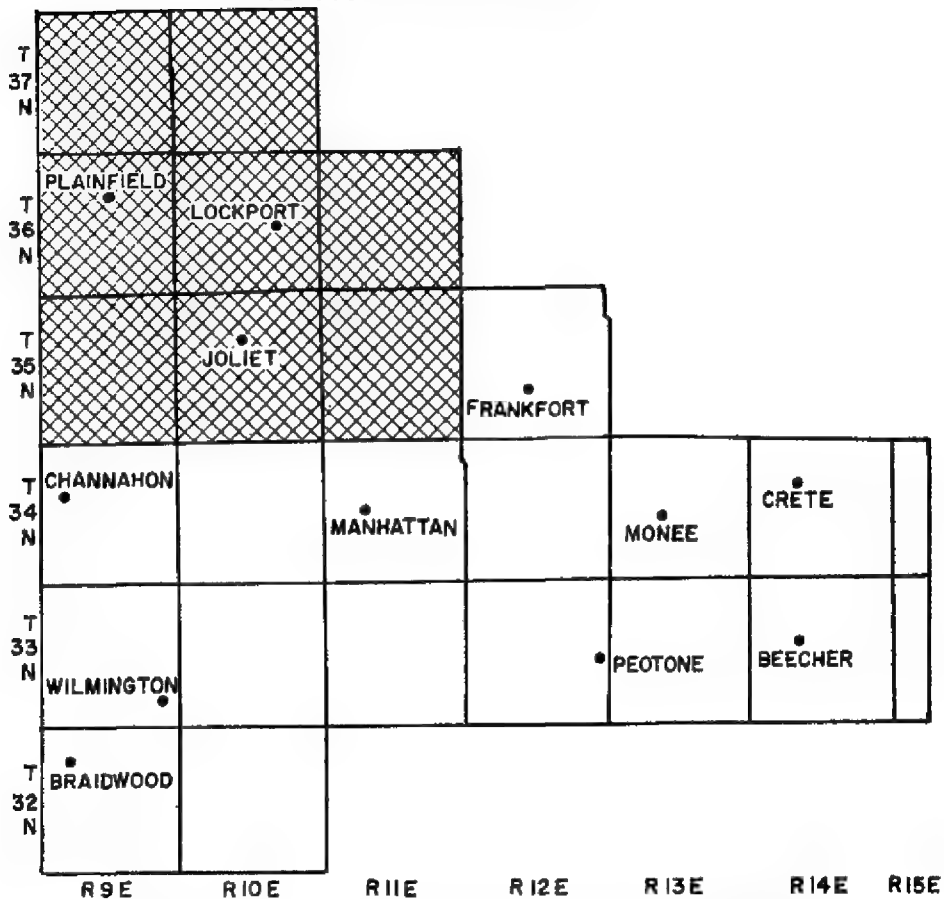 T
37
N
PLAINFIELD
LOCKPORT
T
36
N
T
35
N
JOLIET
FRANKFORT
CHANNAHON
T
34
N
MANHATTAN
MONEE
CRETE
T
33
N
WILMINGTON
PEOTONE
BEECHER
T
32
N
BRAIDWOOD
R9E R10E R11E R12E R13E R14E R15E